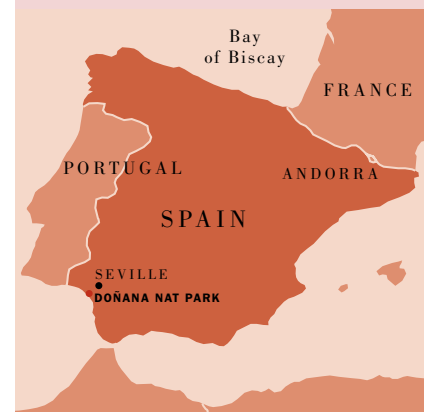 Bay
of Biscay
FRANCE
PORTUGAL
ANDORRA
SPAIN
SEVILLE
DOÑANA NAT PARK